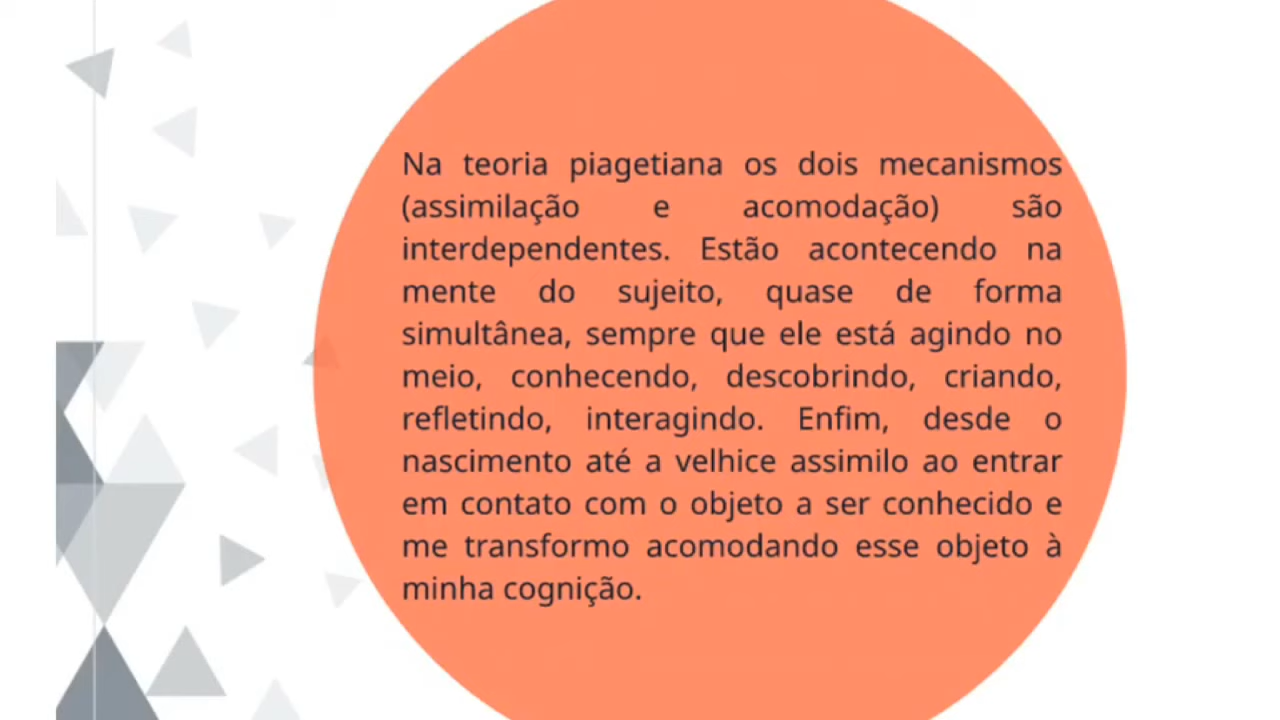 Na teoria piagetiana os dois mecanismos
(assimilação e acomodação) são
interdependentes. Estão acontecendo na
mente do sujeito, quase de forma
simultânea, sempre que ele está agindo no
meio, conhecendo, descobrindo, criando,
refletindo, interagindo. Enfim, desde o
nascimento até a velhice assimilo ao entrar
em contato com o objeto a ser conhecido e
me transformo acomodando esse objeto à
minha cognição.